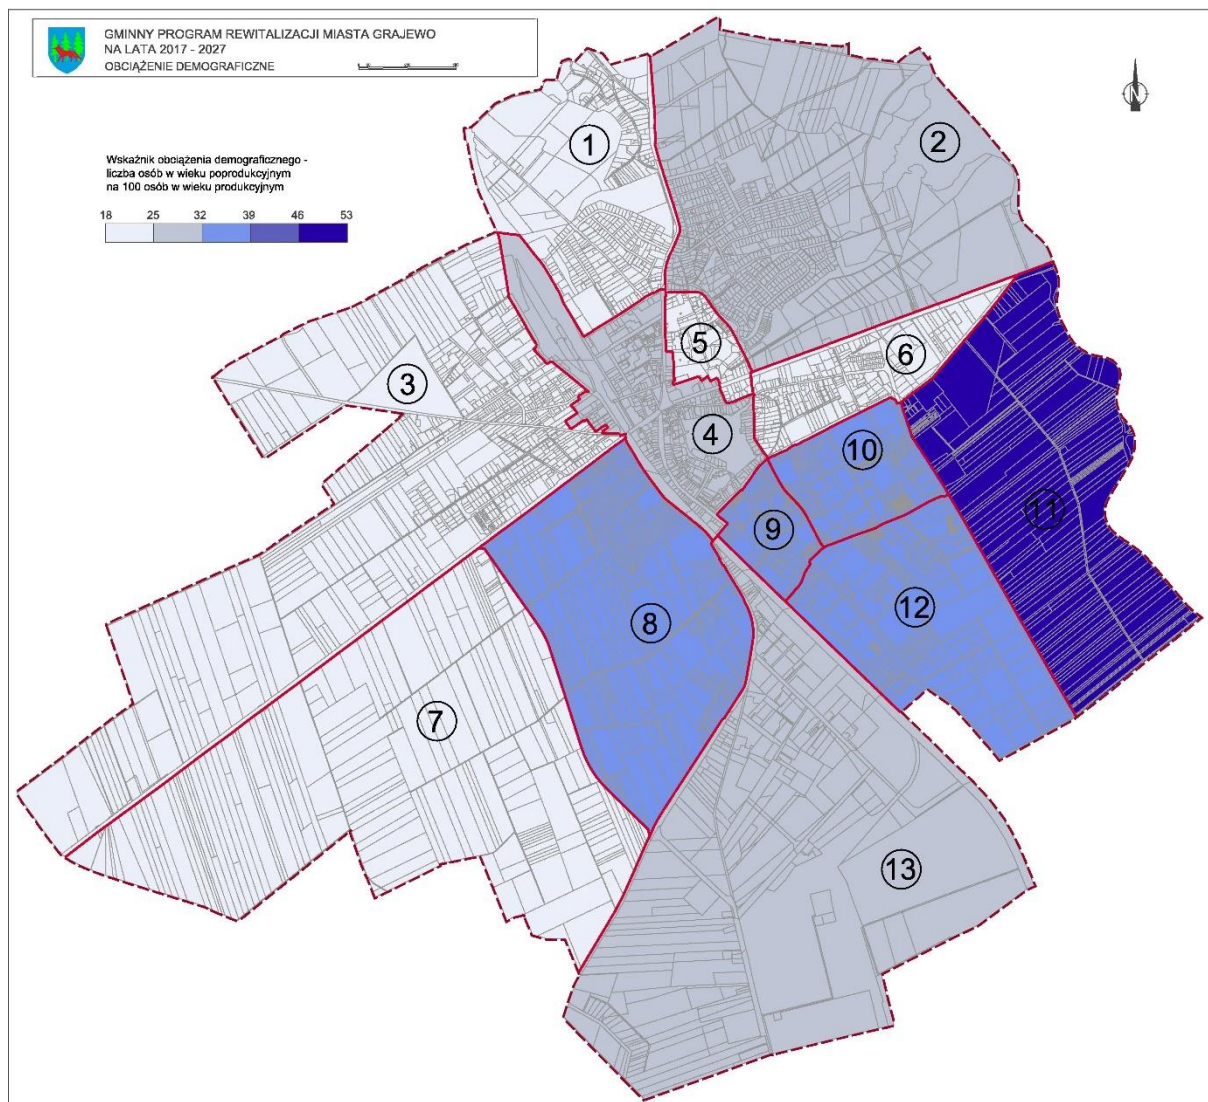 GMINNY PROGRAM REWITALIZACJI MIASTA GRAJEWO
NA LATA 2017 - 2027
OBCIĄŻENIE DEMOGRAFICZNE
Wskaźnik obciążenia demograficznego -
liczba osób w wieku poprodukcyjnym
na 100 osób w wieku produkcyjnym
18 25 32 39 46 53
1
2
3
4
5
6
7
8
9
10
11
12
13